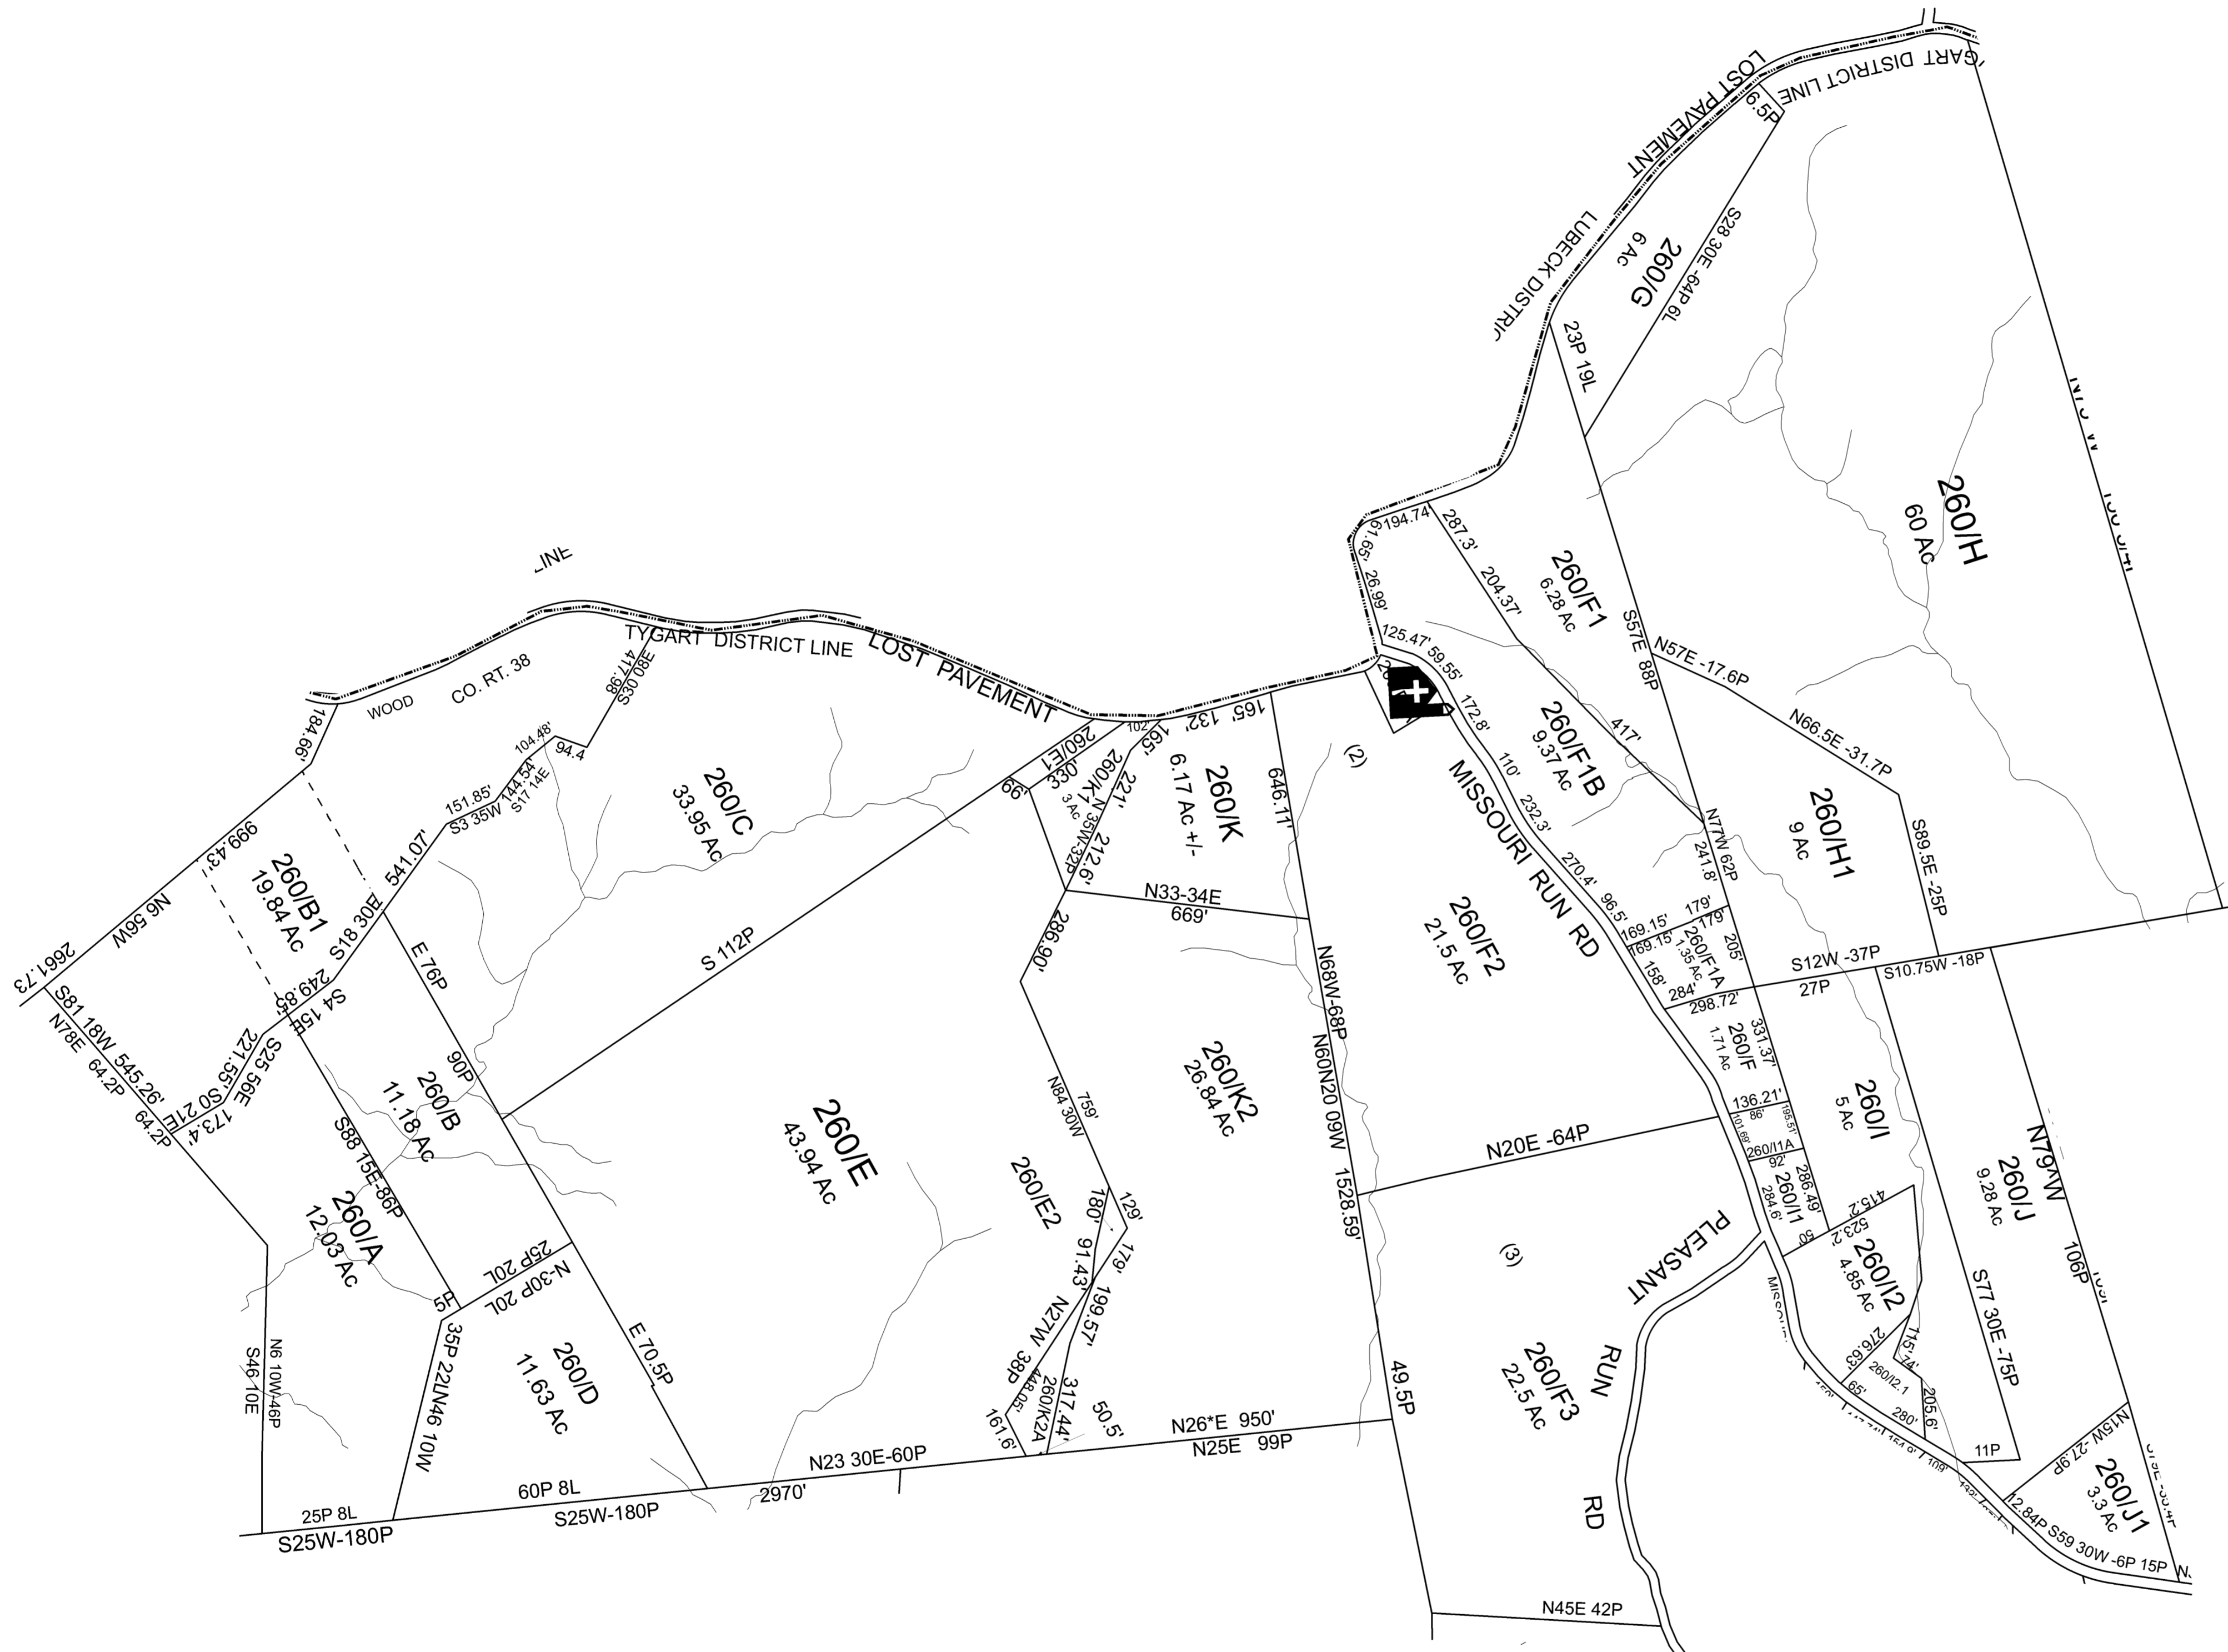 'GART DISTRICT LINE
LOST PAVEMENT
6.5P
LUBECK DISTRI
260/G
6 Ac
S28 30E -64P 6L
23P 19L
260/H
60 Ac
194.74'
61.65'
26.99'
287.3'
204.37'
260/F1
6.28 Ac
S57E 88P
N57E -17.6P
N66.5E -31.7P
S89.5E -25P
125.47'
59.55'
172.8'
260/F1B
9.37 Ac
417'
110'
232.3'
270.4'
96.5'
MISSOURI RUN RD
N77W 62P
241.8'
260/H1
9 Ac
169.15'
179'
169.15'
179'
260/F1A
1.35 Ac
205'
158'
284'
298.72'
S12W -37P
27P
S10.75W -18P
260/F
1.71 Ac
331.37'
136.21'
86'
101.69'
195.51'
260/I1A
92'
260/I1
284.6'
286.49'
260/I
5 Ac
N79 W
260/J
9.28 Ac
106P
S77 30E -75P
415.2'
523.2'
50'
260/I2
4.85 Ac
276.63'
115'
74'
260/I2.1
65'
280'
205.6'
11P
109'
N15W -27.9P
260/J1
3.3 Ac
12.84P
S59 30W -6P 15P
LINE
TYGART DISTRICT LINE
LOST PAVEMENT
CO. RT. 38
WOOD
184.66'
417.98
S30 08E
104.48'
94.4
144.54'
S17 14E
151.85'
S3 35W
541.07'
S18 30E
999.43'
N6 56W
2661.73
260/B1
19.84 Ac
249.85'
S4 15E
221.55'
S25 56E
S0 21E
173.4'
S81 18W 545.26'
N78E 64.2P
64.2P
E 76P
90P
260/B
11.18 Ac
S88 15E-86P
260/A
12.03 Ac
25P 20L
N-30P 20L
5P
35P 22L
N46 10W
S46 10E
N6 10W-46P
260/D
11.63 Ac
E 70.5P
25P 8L
S25W-180P
60P 8L
S25W-180P
2970'
N23 30E-60P
260/C
33.95 Ac
S 112P
260/E1
330'
66'
102
165'
132'
165'
260/K1
3 Ac
221'
N 35W-32P
212.6'
260/K
6.17 Ac +/-
646.11'
N33-34E
669'
286.90'
260/E
43.94 Ac
260/E2
759'
N84 30W
260/K2
26.84 Ac
129'
180'
179'
91.43'
199.57'
N27W 38P
448.05'
260/K2A
317.44'
161.6'
50.5'
N26*E 950'
N25E 99P
(2)
260/F2
21.5 Ac
N68W-68P
N60N20 09W 1528.59'
N20E -64P
(3)
PLEASANT
RUN
RD
260/F3
22.5 Ac
49.5P
N45E 42P